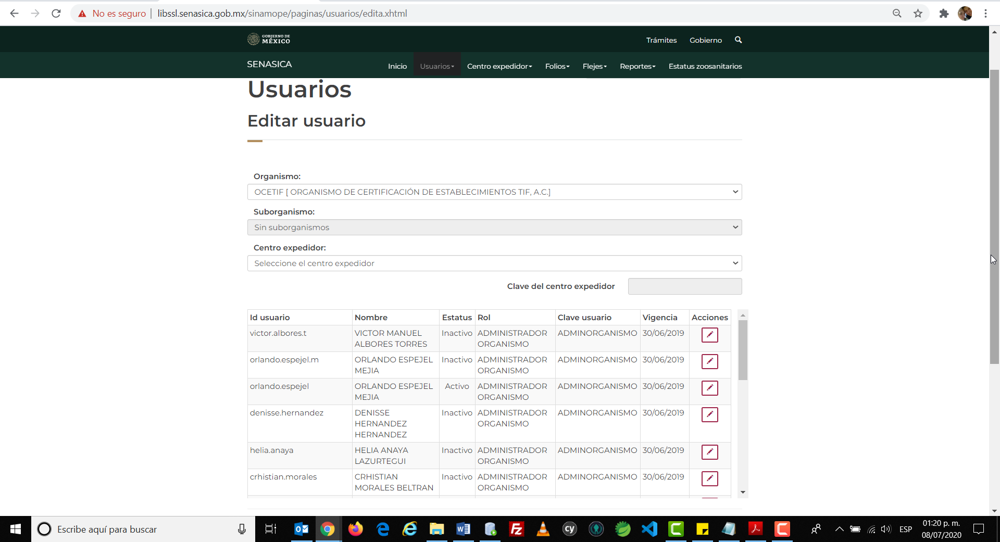 No es seguro | libssl.senasica.gob.mx/sinamope/paginas/usuarios/edita.xhtml
GOBIERNO DE
MÉXICO
Trámites Gobierno
SENASICA Inicio Usuarios Centro expedidor Folios Flejes Reportes Estatus zoosanitarios
Usuarios
Editar usuario
Organismo:
OCETIF [ ORGANISMO DE CERTIFICACIÓN DE ESTABLECIMIENTOS TIF, A.C.]
Suborganismo:
Sin suborganismos
Centro expedidor:
Seleccione el centro expedidor
Clave del centro expedidor
Id usuario Nombre Estatus Rol Clave usuario Vigencia Acciones
victor.albores.t VICTOR MANUEL Inactivo ADMINISTRADOR ADMINORGANISMO 30/06/2019
ALBORES TORRES ORGANISMO
orlando.espejel.m ORLANDO ESPEJEL Inactivo ADMINISTRADOR ADMINORGANISMO 30/06/2019
MEJIA ORGANISMO
orlando.espejel ORLANDO ESPEJEL Activo ADMINISTRADOR ADMINORGANISMO 30/06/2019
MEJIA ORGANISMO
denisse.hernandez DENISSE Inactivo ADMINISTRADOR ADMINORGANISMO 30/06/2019
HERNANDEZ ORGANISMO
HERNANDEZ
helia.anaya HELIA ANAYA Inactivo ADMINISTRADOR ADMINORGANISMO 30/06/2019
LAZURTEGUI ORGANISMO
crhistian.morales CRHISTIAN Inactivo ADMINISTRADOR ADMINORGANISMO 30/06/2019
MORALES BELTRAN ORGANISMO
Escribe aquí para buscar
cy
ESP
01:20 p. m.
08/07/2020